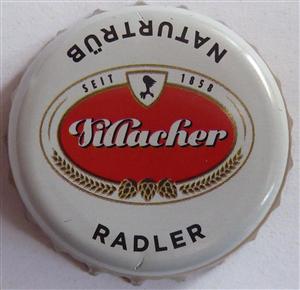 NATURTRÜB
SEIT 1858
Villacher
RADLER